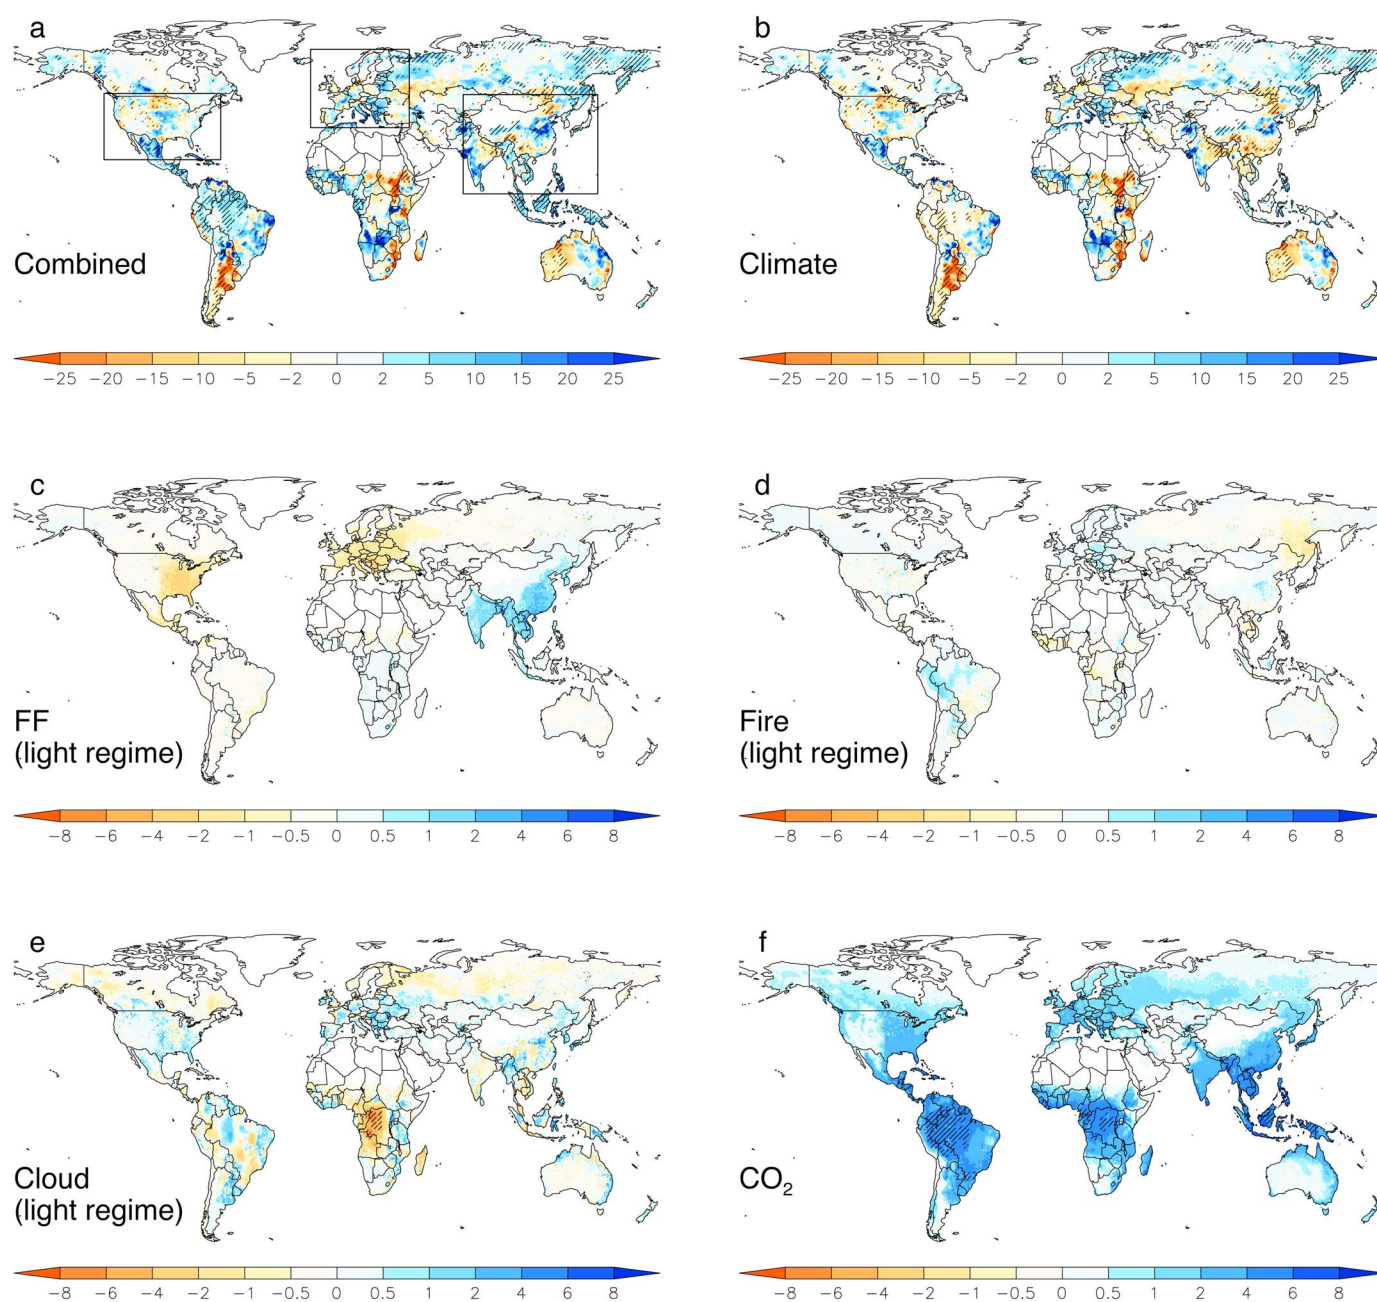 a
b
Combined
Climate
−25 −20 −15 −10 −5 −2 0 2 5 10 15 20 25
−25 −20 −15 −10 −5 −2 0 2 5 10 15 20 25
c
d
FF
(light regime)
Fire
(light regime)
−8 −6 −4 −2 −1 −0.5 0 0.5 1 2 4 6 8
−8 −6 −4 −2 −1 −0.5 0 0.5 1 2 4 6 8
e
f
Cloud
(light regime)
CO₂
−8 −6 −4 −2 −1 −0.5 0 0.5 1 2 4 6 8
−8 −6 −4 −2 −1 −0.5 0 0.5 1 2 4 6 8